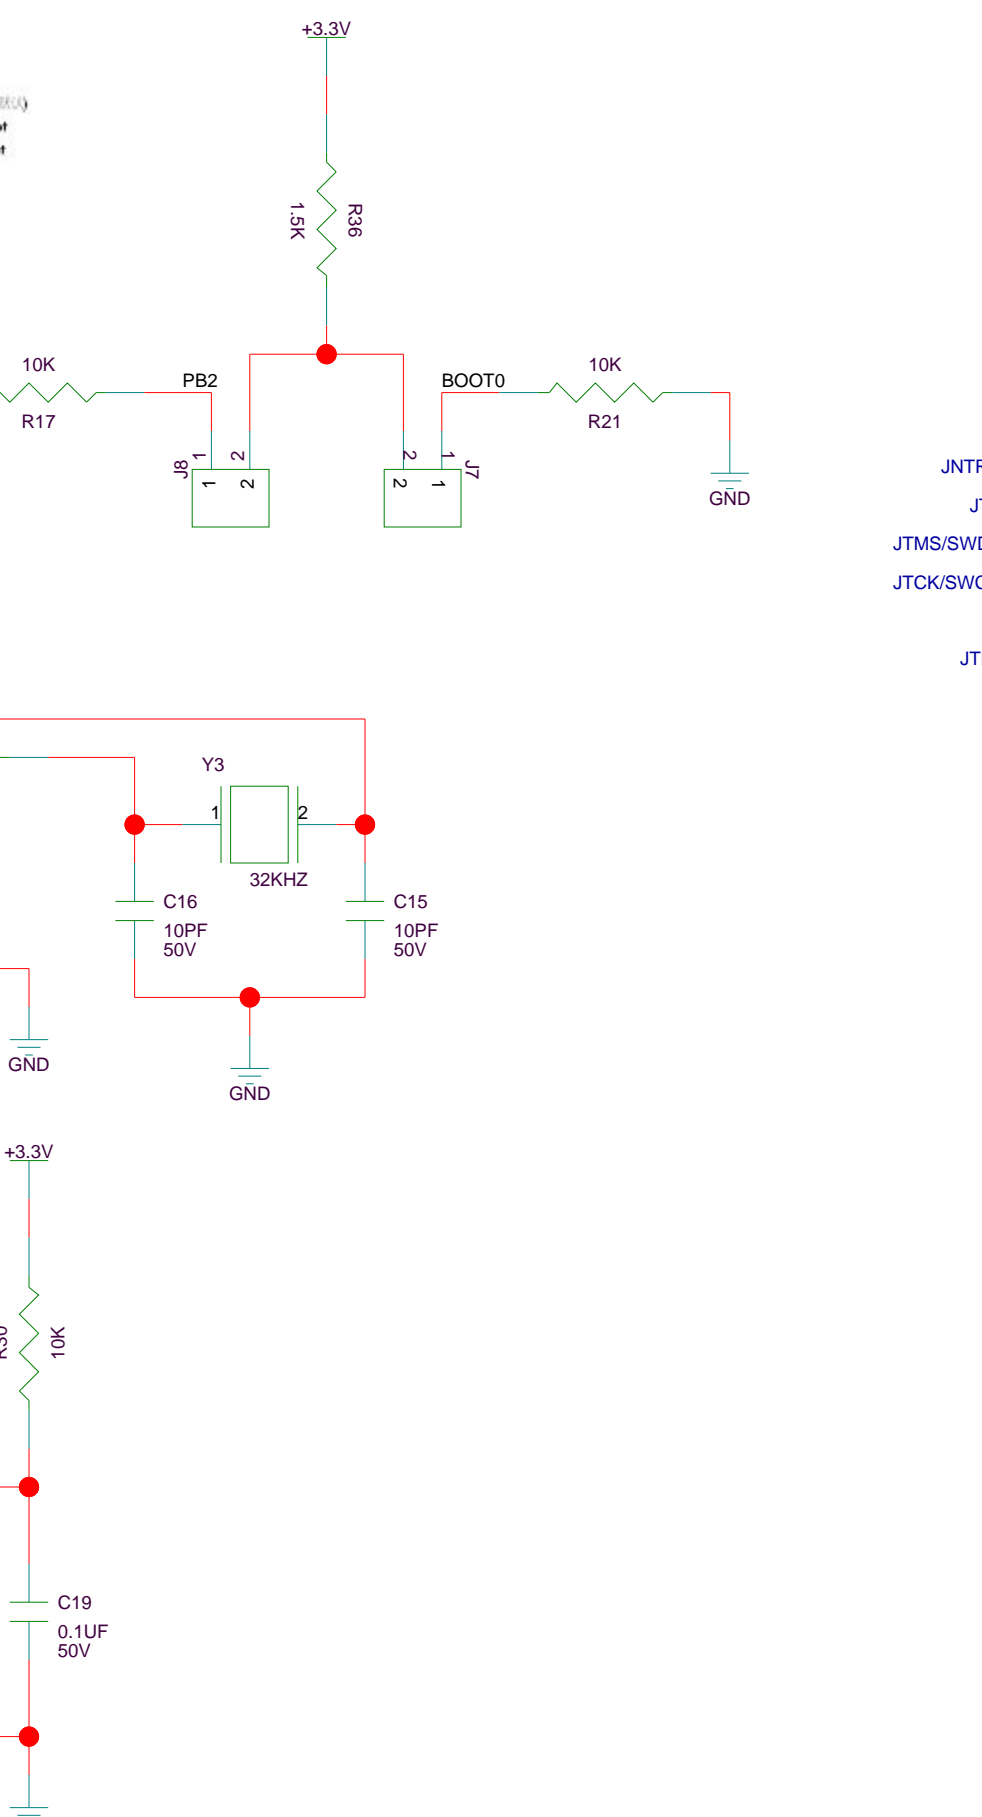 +3.3V
R36
1.5K
10K
R17
PB2
BOOT0
10K
R21
J8
1
2
2
1
J7
1
2
2
1
GND
JTMS/SWD
Y3
1
2
32KHZ
C16
10PF
50V
C15
10PF
50V
GND
GND
+3.3V
10K
C19
0.1UF
50V